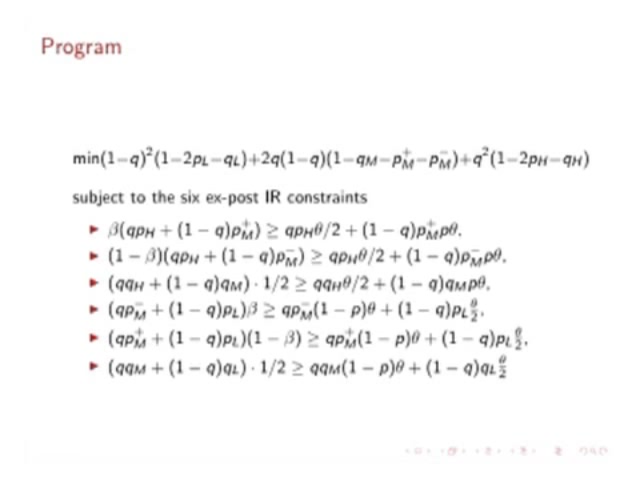 Program
min(1−q)²(1−2p_L−q_L)+2q(1−q)(1−q_M−p_M^+−p_M^−)+q²(1−2p_H−q_H)
subject to the six ex-post IR constraints
▶ β(qp_H + (1 − q)p_M^+) ≥ qp_Hθ/2 + (1 − q)p_M^+pθ.
▶ (1 − β)(qp_H + (1 − q)p_M^−) ≥ qp_Hθ/2 + (1 − q)p_M^−pθ.
▶ (qq_H + (1 − q)q_M) · 1/2 ≥ qq_Hθ/2 + (1 − q)q_Mpθ.
▶ (qp_M^− + (1 − q)p_L)β ≥ qp_M^−(1 − p)θ + (1 − q)p_L θ/2.
▶ (qp_M^+ + (1 − q)p_L)(1 − β) ≥ qp_M^+(1 − p)θ + (1 − q)p_L θ/2.
▶ (qq_M + (1 − q)q_L) · 1/2 ≥ qq_M(1 − p)θ + (1 − q)q_L θ/2